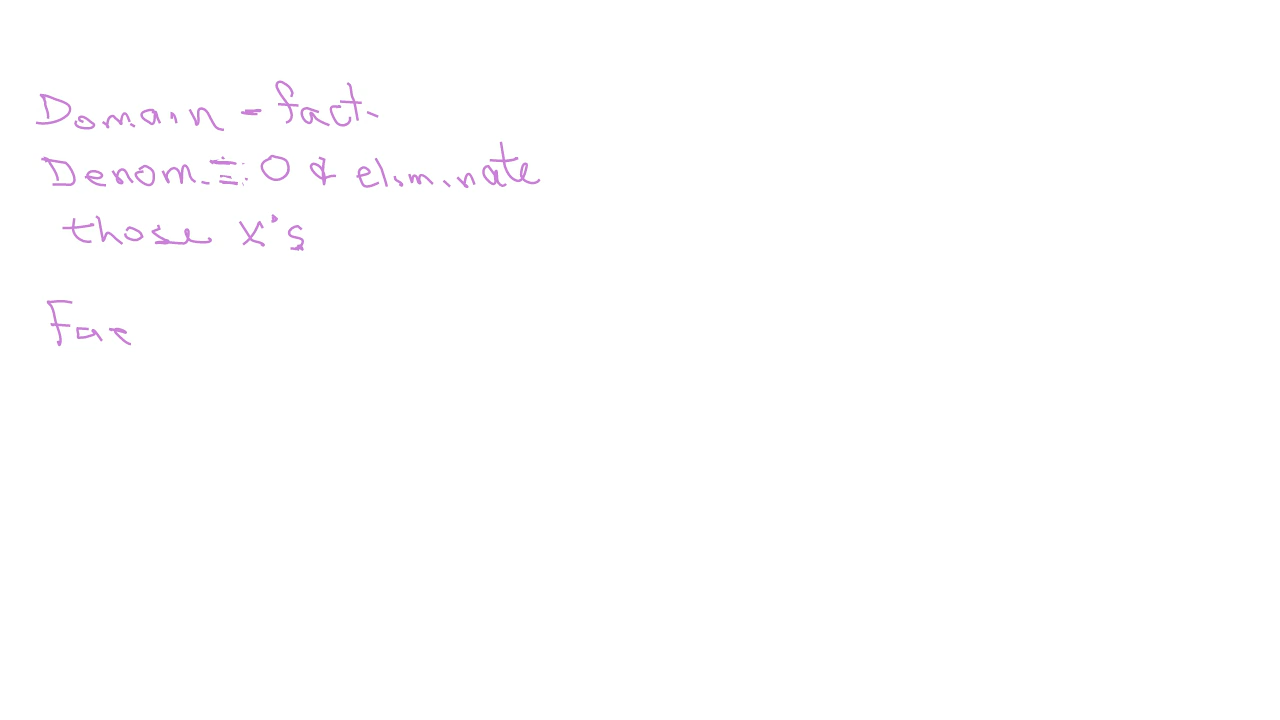 Domain - fact.
Denom. = 0 & eliminate
those x's
Fac